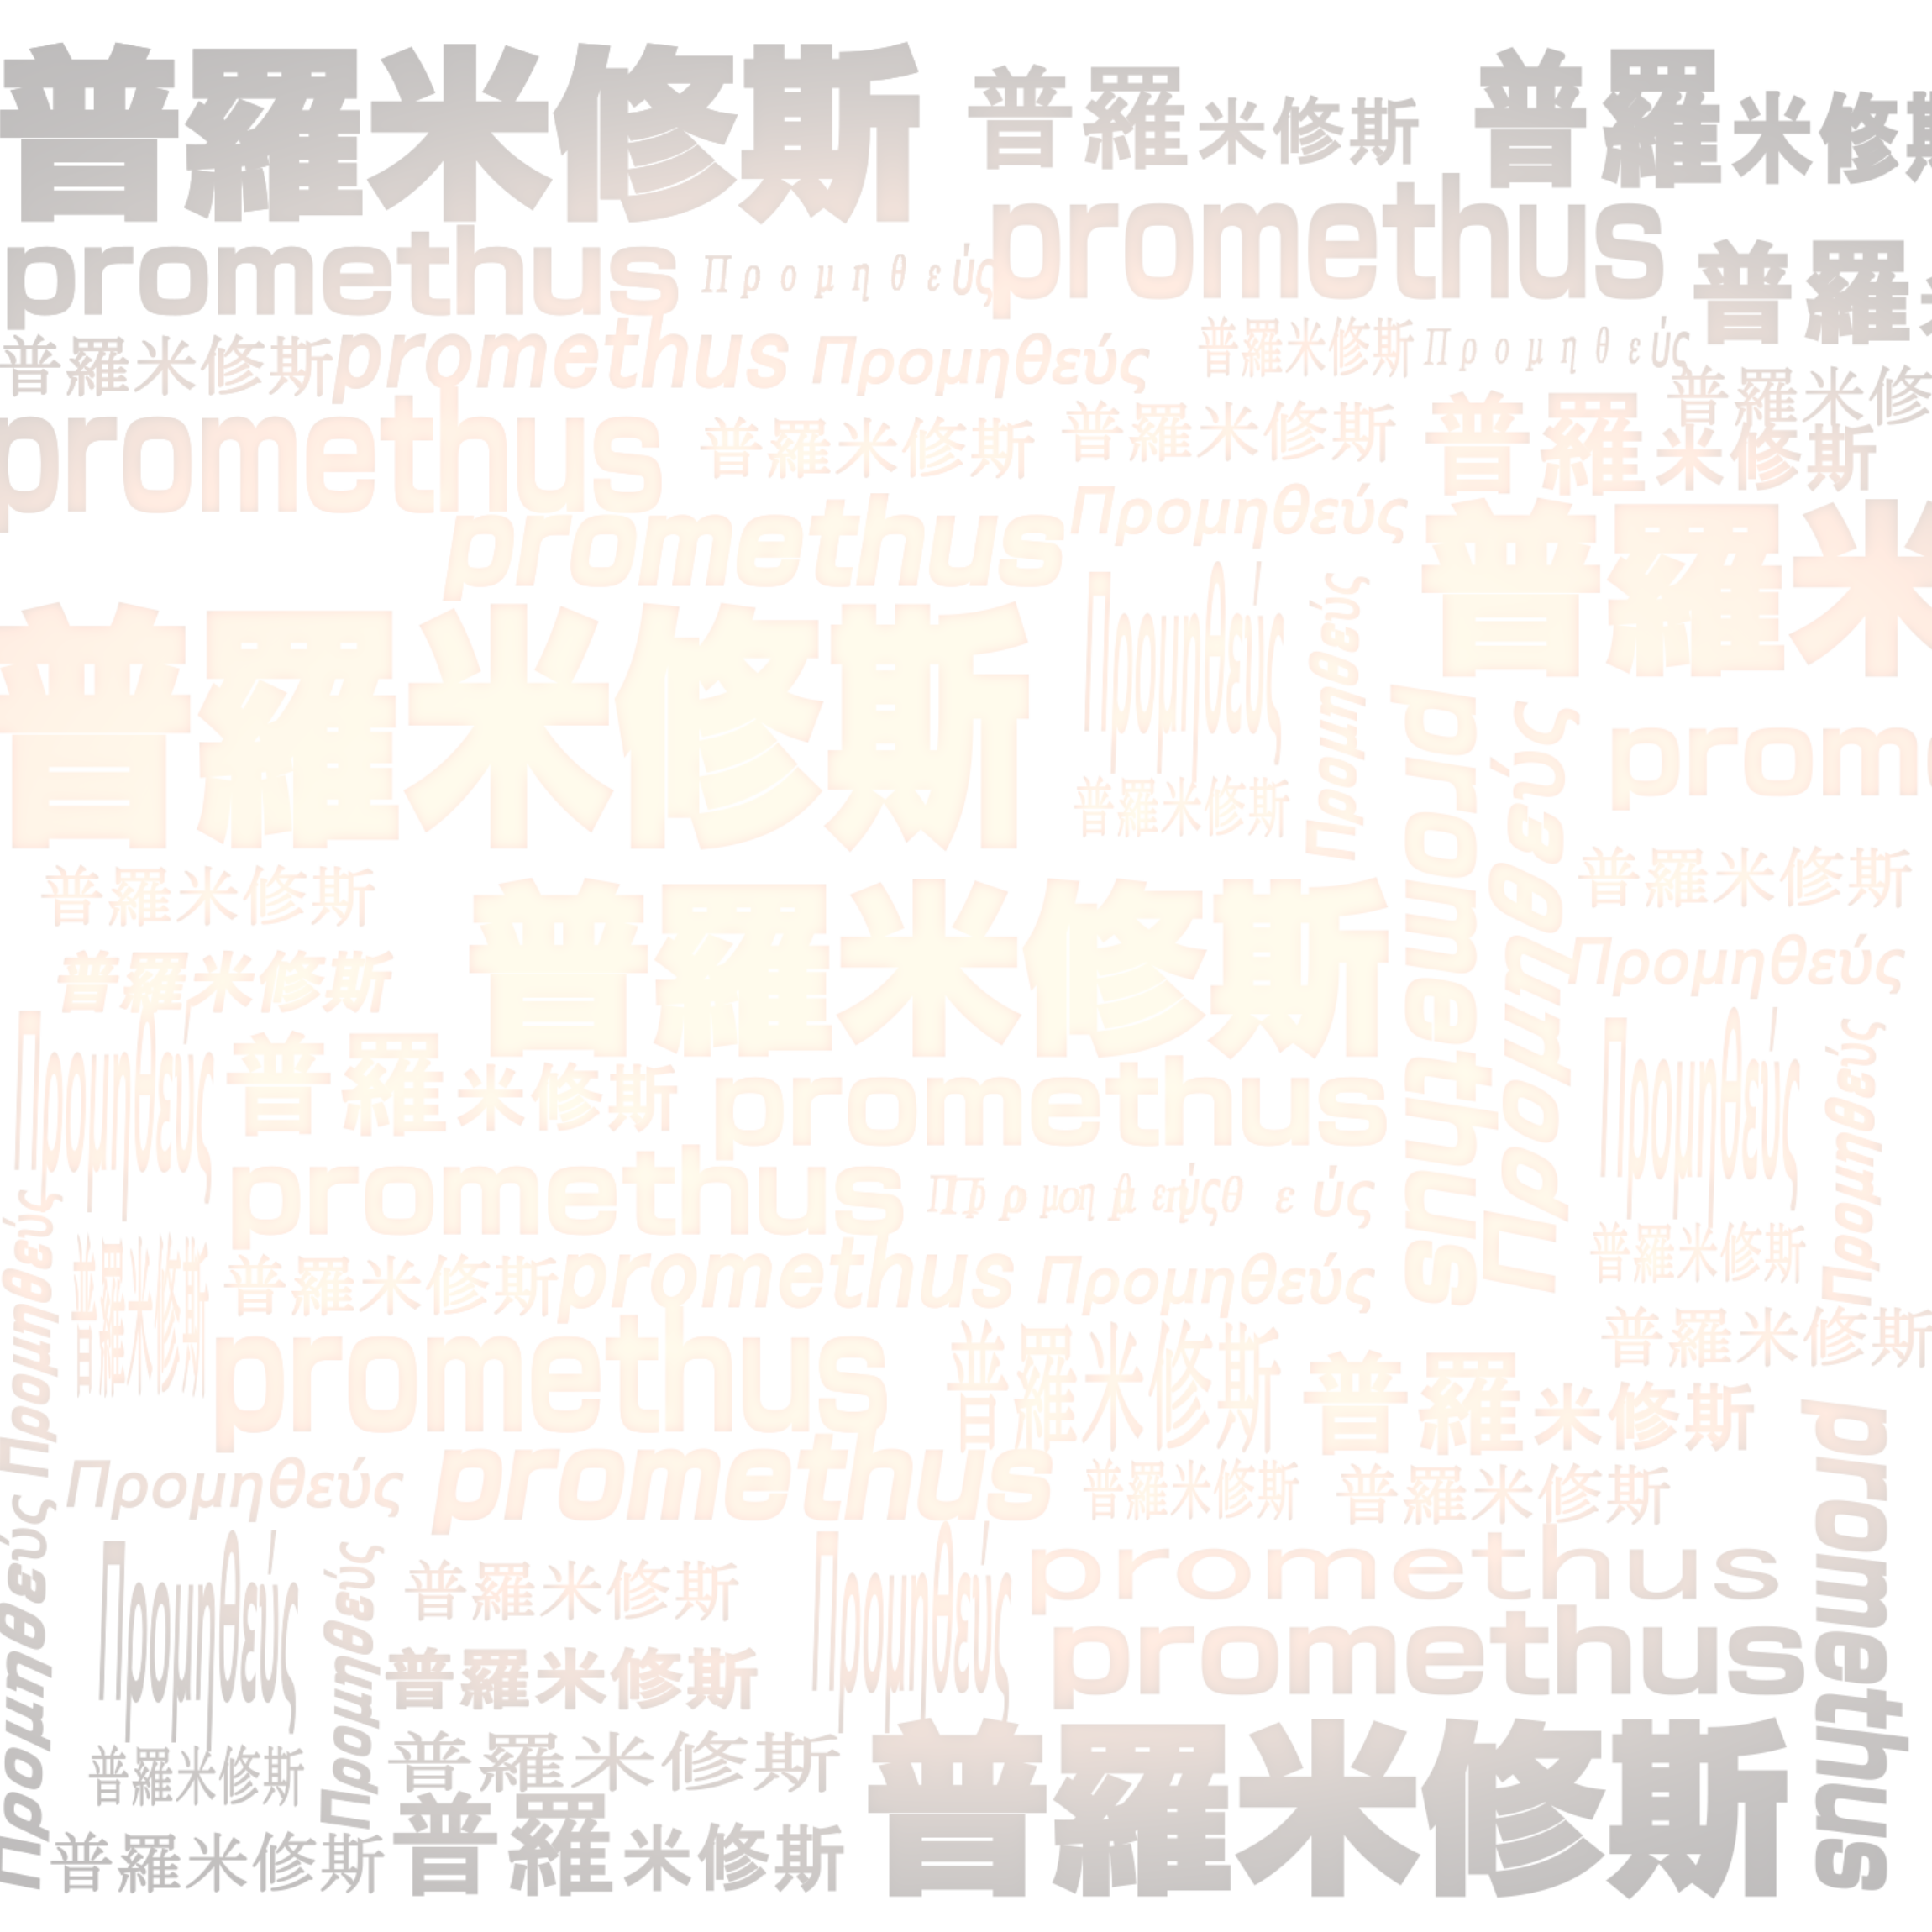 普羅米修斯 普羅米修斯 普羅米修斯
promethus Προμηθεύς promethus 普羅米
普羅米修斯 promethus Προμηθεύς 普羅米修斯 Προμηθεύς
普羅米修
promethus 普羅米修斯 普羅米修斯 普羅米修斯
promethus Προμηθεύς
普羅米
普羅米修斯 Προμηθεύς Προμηθεύς
promethus Προμηθεύς prom
普羅米修斯
普羅米修斯 普羅米修斯 普羅米修斯
普羅米修斯 Προμηθεύς
Προμηθεύς 普羅米修斯 promethus Προμηθεύς Προμηθεύς
promethus
Προμηθεύς 普羅米修斯 普羅米修斯 promethus Προμηθεύς 普羅米修斯
promethus 普羅米修斯 普羅米修斯 普羅米修斯
Προμηθεύς promethus 普羅米修斯 普羅米修斯 promethus
Προμηθεύς Προμηθεύς Προμηθεύς 普羅米修斯 Προμηθεύς promethus
普羅米修斯 promethus
普羅米修斯 普羅米修斯 普羅米修斯
普羅米修斯 普羅米修斯